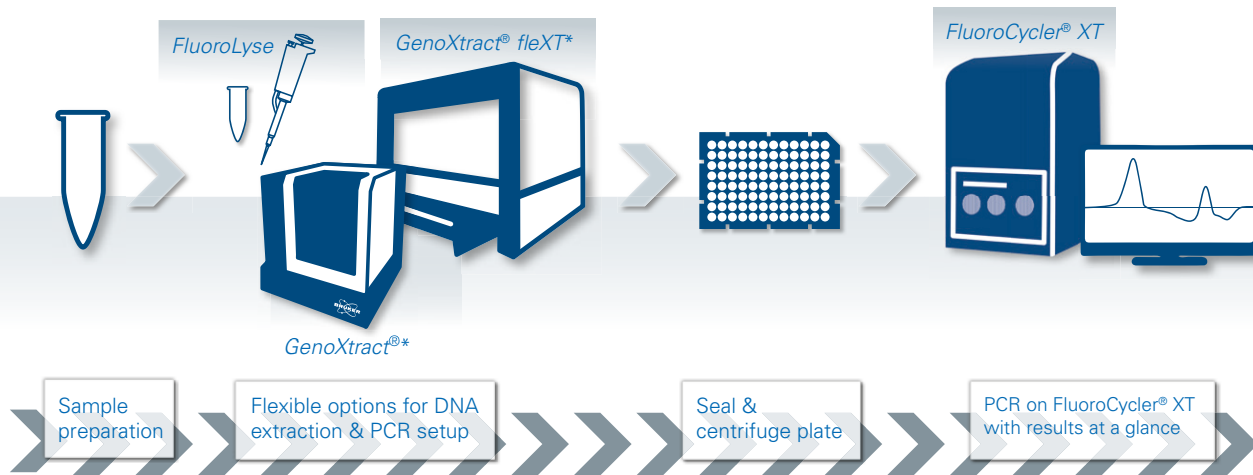 FluoroLyse
GenoXtract® fleXT*
FluoroCycler® XT
BRUKER
GenoXtract®*
Sample
preparation
Flexible options for DNA
extraction & PCR setup
Seal &
centrifuge plate
PCR on FluoroCycler® XT
with results at a glance